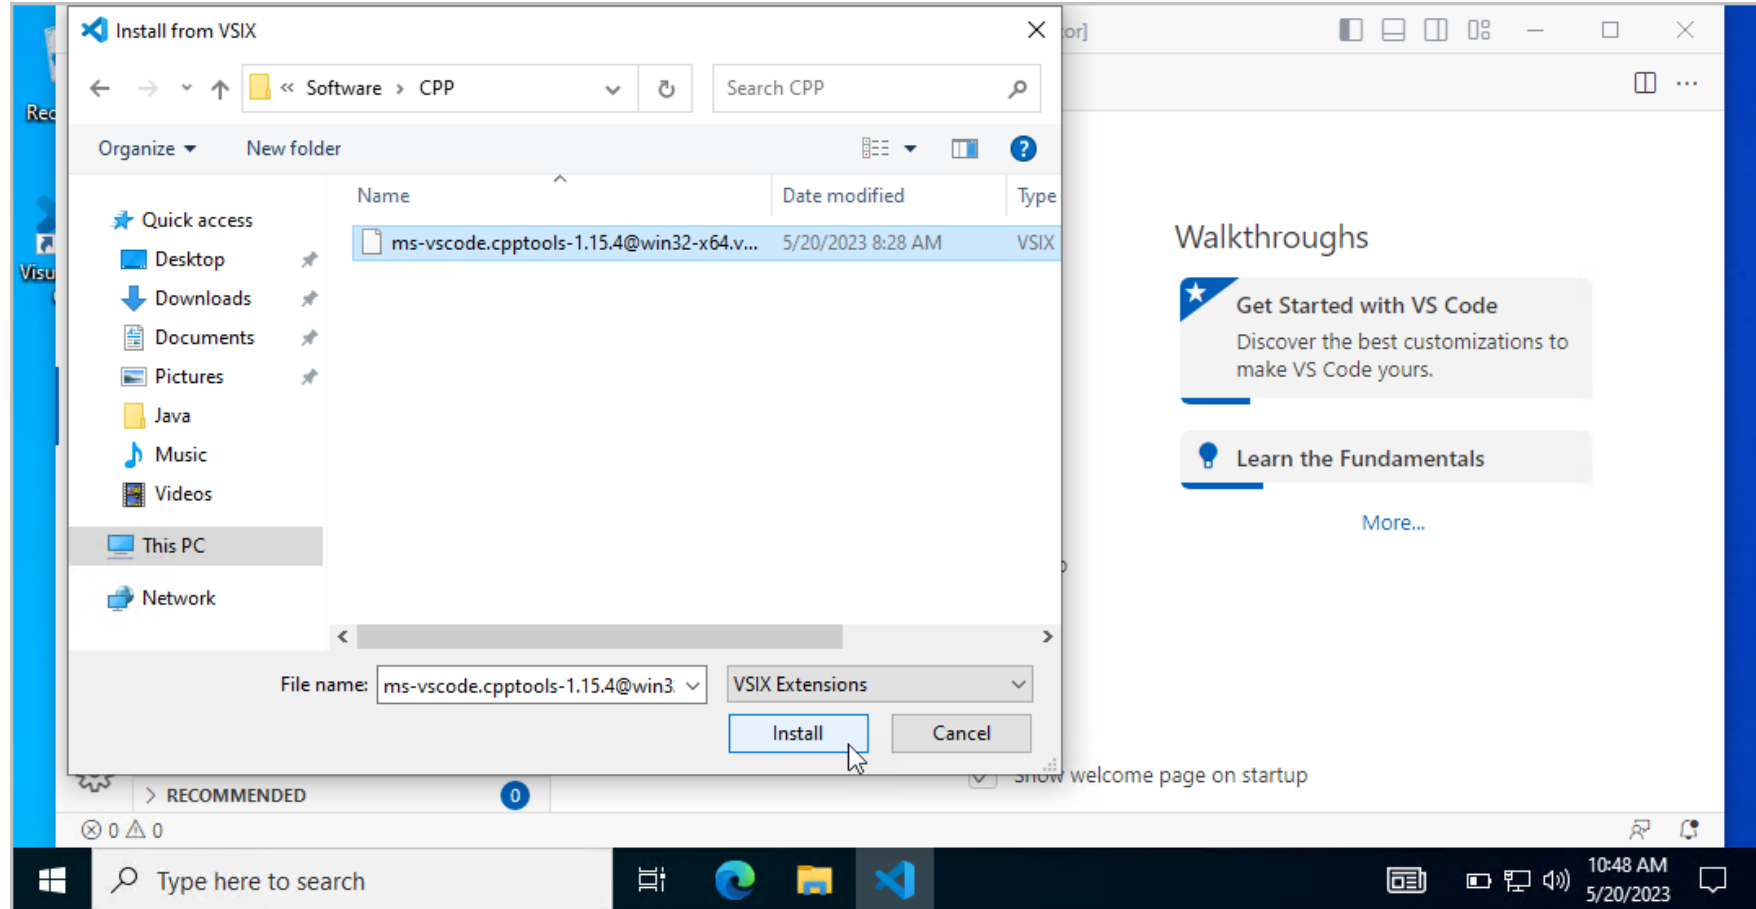 Install from VSIX
« Software › CPP
Search CPP
Organize
New folder
Name
Date modified
Type
Quick access
Desktop
Downloads
Documents
Pictures
Java
Music
Videos
This PC
Network
ms-vscode.cpptools-1.15.4@win32-x64.v... 5/20/2023 8:28 AM VSIX
File name: ms-vscode.cpptools-1.15.4@win3
VSIX Extensions
Install
Cancel
Rec
Visu
tor]
Walkthroughs
Get Started with VS Code
Discover the best customizations to
make VS Code yours.
Learn the Fundamentals
More...
Show welcome page on startup
RECOMMENDED
0
0 0
Type here to search
10:48 AM
5/20/2023